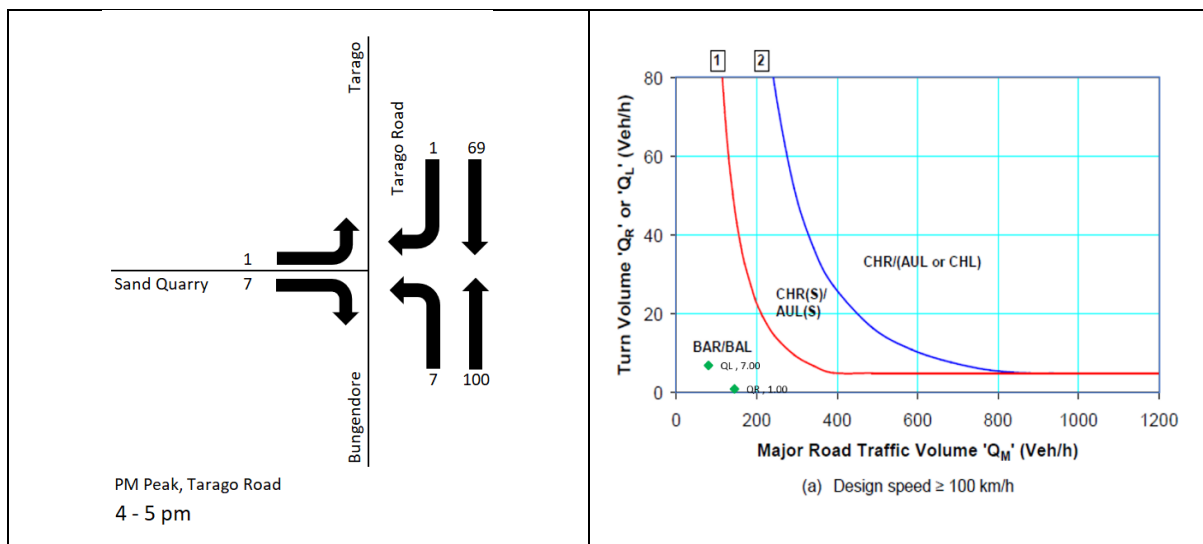 Tarago
Tarago Road
1 69
1
Sand Quarry 7
7 100
Bungendore
PM Peak, Tarago Road
4 - 5 pm
1 2
80
60
40
20
0
Turn Volume 'QR' or 'QL' (Veh/h)
CHR/(AUL or CHL)
CHR(S)/
AUL(S)
BAR/BAL
QL , 7.00
QR , 1.00
0 200 400 600 800 1000 1200
Major Road Traffic Volume 'QM' (Veh/h)
(a) Design speed ≥ 100 km/h